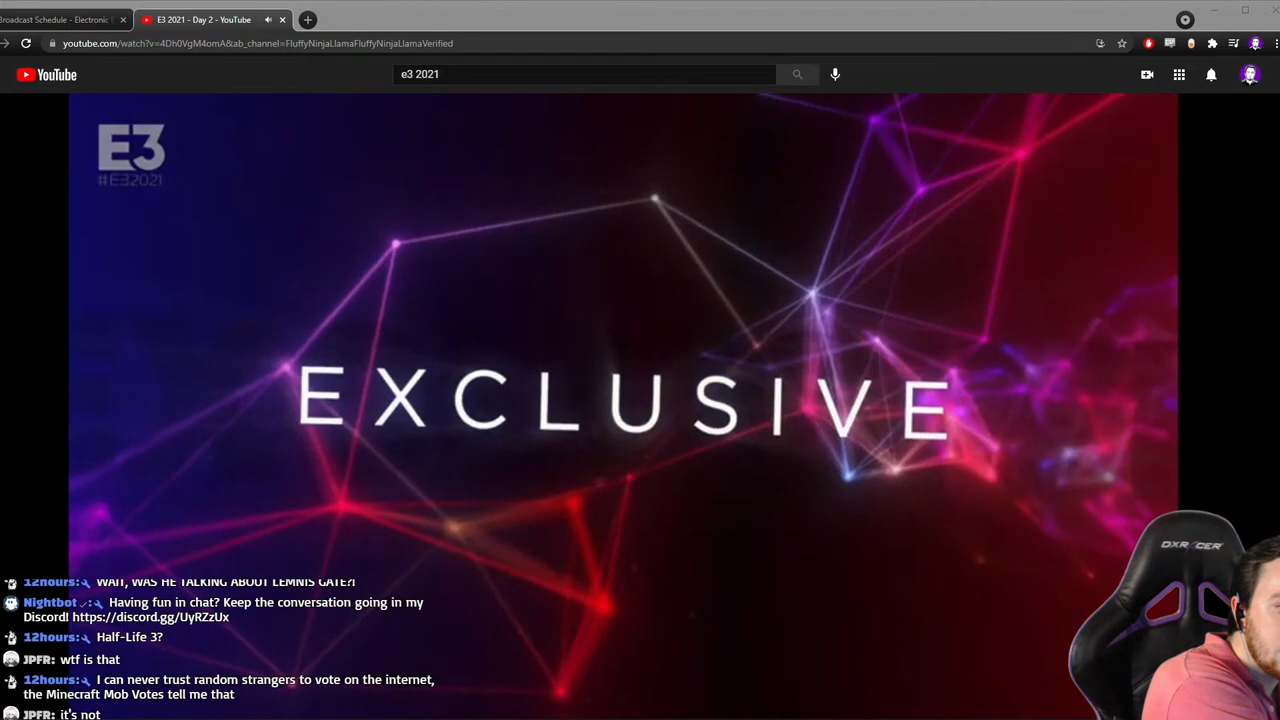 Broadcast Schedule - Electronic E
E3 2021 - Day 2 - YouTube
youtube.com/watch?v=4Dh0VgM4omA&ab_channel=FluffyNinjaLlamaFluffyNinjaLlamaVerified
YouTube
e3 2021
E3
#E32021
EXCLUSIVE
DXRACER
12hours: WAIT, WAS HE TALKING ABOUT LEMNIS GATE?!
Nightbot: Having fun in chat? Keep the conversation going in my
Discord! https://discord.gg/UyRZzUx
12hours: Half-Life 3?
JPFR: wtf is that
12hours: I can never trust random strangers to vote on the internet,
the Minecraft Mob Votes tell me that
JPFR: it's not